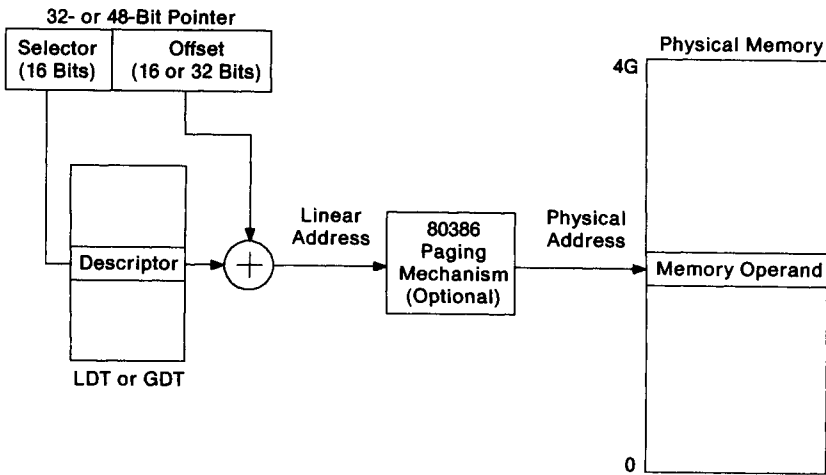 32- or 48-Bit Pointer
Selector
(16 Bits)
Offset
(16 or 32 Bits)
Physical Memory
4G
Linear
Address
80386
Paging
Mechanism
(Optional)
Physical
Address
Descriptor
+
Memory Operand
LDT or GDT
0